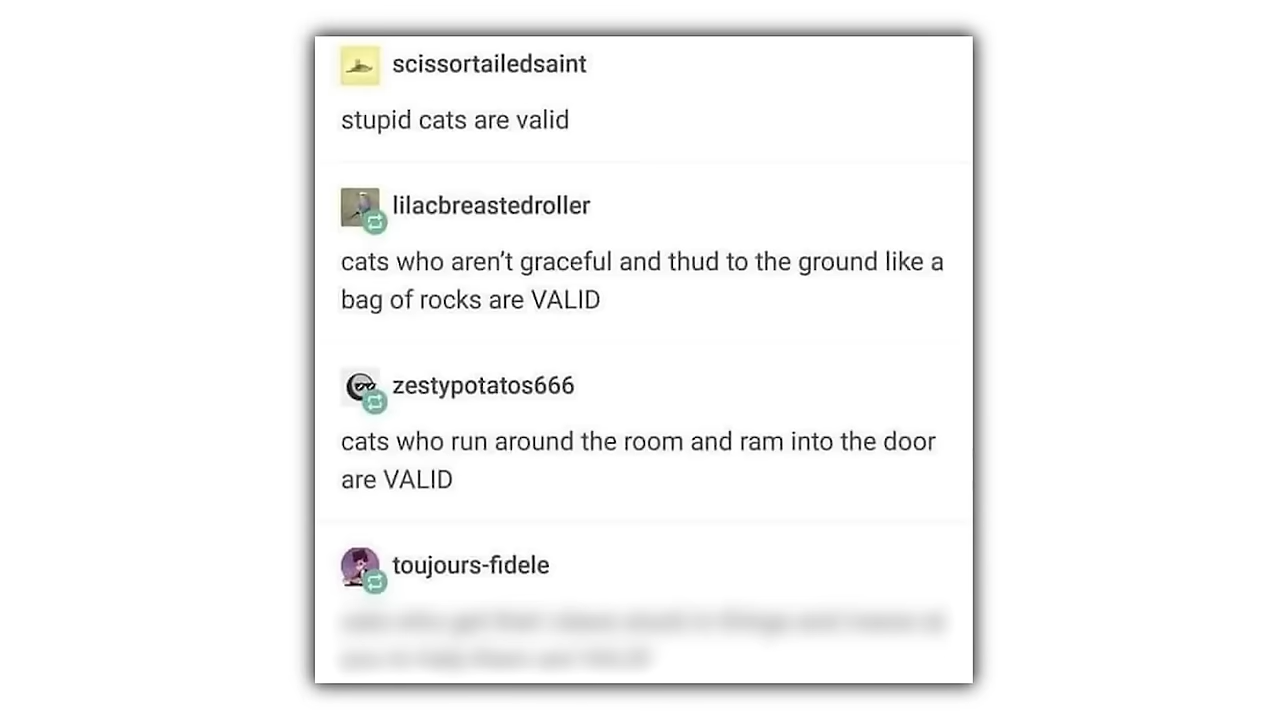 scissortailedsaint
stupid cats are valid
lilacbreastedroller
cats who aren’t graceful and thud to the ground like a
bag of rocks are VALID
zestypotatos666
cats who run around the room and ram into the door
are VALID
toujours-fidele